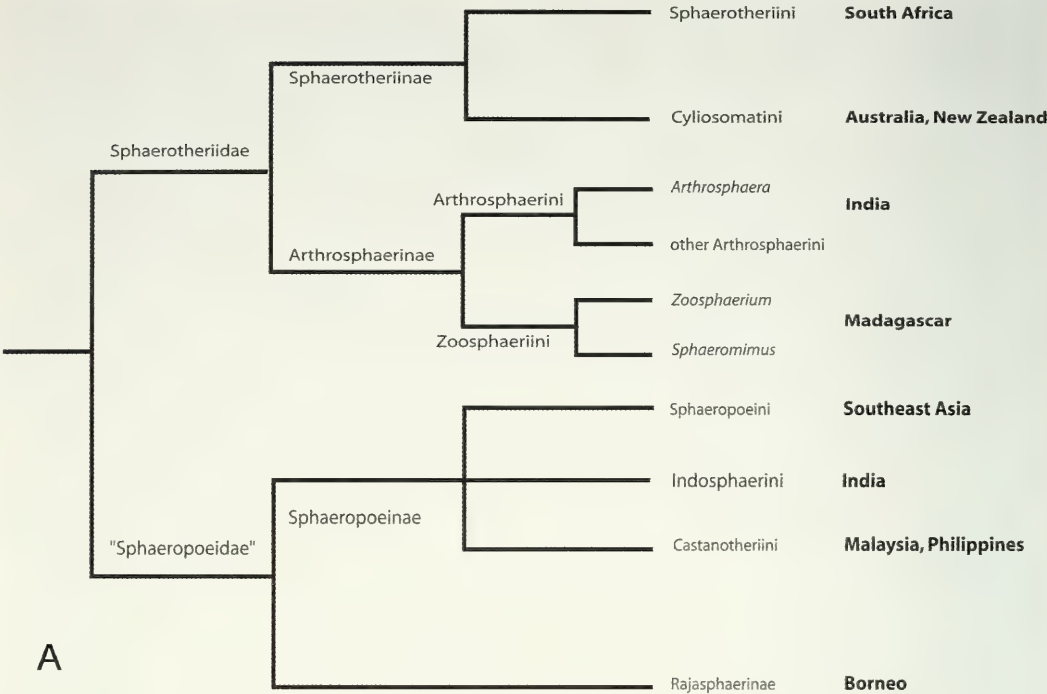 Sphaerotheriini South Africa
Sphaerotheriinae
Cyliosomatini Australia, New Zealand
Sphaerotheriidae
Arthrosphaera
Arthrosphaerini India
other Arthrosphaerini
Arthrosphaerinae
Zoosphaerium
Madagascar
Zoosphaeriini
Sphaeromimus
Sphaeropoeini Southeast Asia
Indosphaerini India
Sphaeropoeinae
"Sphaeropoeidae" Castanotheriini Malaysia, Philippines
A
Rajasphaerinae Borneo